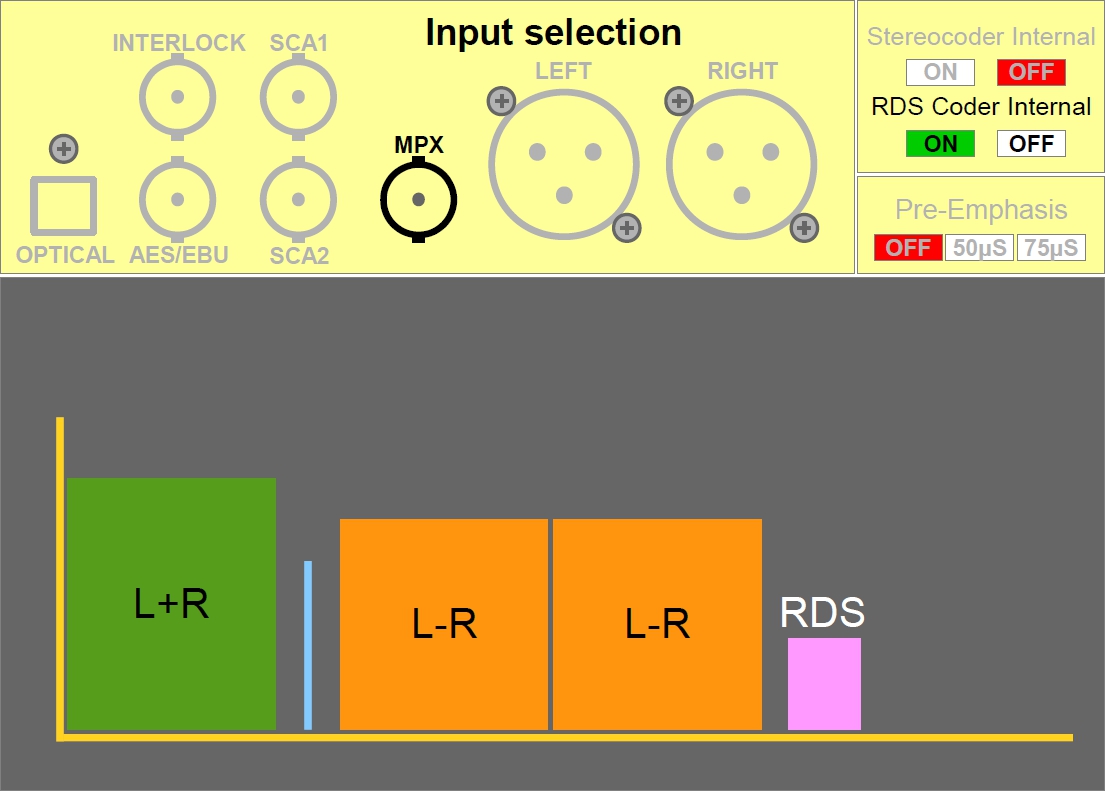 Input selection
INTERLOCK
SCA1
LEFT
RIGHT
MPX
OPTICAL
AES/EBU
SCA2
Stereocoder Internal
ON OFF
RDS Coder Internal
ON OFF
Pre-Emphasis
OFF 50µS 75µS
L+R
L-R
L-R
RDS